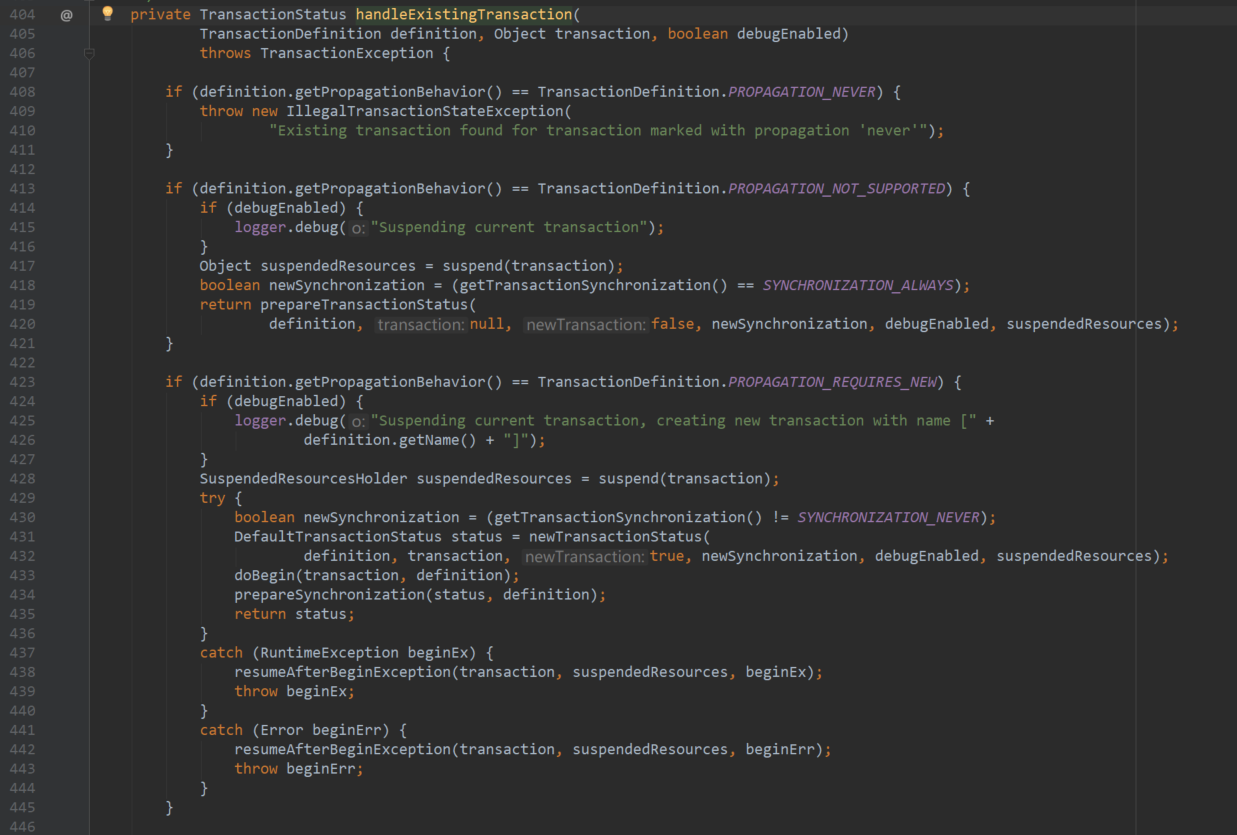 404 @ private TransactionStatus handleExistingTransaction(
405 TransactionDefinition definition, Object transaction, boolean debugEnabled)
406 throws TransactionException {
407
408 if (definition.getPropagationBehavior() == TransactionDefinition.PROPAGATION_NEVER) {
409 throw new IllegalTransactionStateException(
410 "Existing transaction found for transaction marked with propagation 'never'");
411 }
412
413 if (definition.getPropagationBehavior() == TransactionDefinition.PROPAGATION_NOT_SUPPORTED) {
414 if (debugEnabled) {
415 logger.debug( o: "Suspending current transaction");
416 }
417 Object suspendedResources = suspend(transaction);
418 boolean newSynchronization = (getTransactionSynchronization() == SYNCHRONIZATION_ALWAYS);
419 return prepareTransactionStatus(
420 definition, transaction: null, newTransaction: false, newSynchronization, debugEnabled, suspendedResources);
421 }
422
423 if (definition.getPropagationBehavior() == TransactionDefinition.PROPAGATION_REQUIRES_NEW) {
424 if (debugEnabled) {
425 logger.debug( o: "Suspending current transaction, creating new transaction with name [" +
426 definition.getName() + "]");
427 }
428 SuspendedResourcesHolder suspendedResources = suspend(transaction);
429 try {
430 boolean newSynchronization = (getTransactionSynchronization() != SYNCHRONIZATION_NEVER);
431 DefaultTransactionStatus status = newTransactionStatus(
432 definition, transaction, newTransaction: true, newSynchronization, debugEnabled, suspendedResources);
433 doBegin(transaction, definition);
434 prepareSynchronization(status, definition);
435 return status;
436 }
437 catch (RuntimeException beginEx) {
438 resumeAfterBeginException(transaction, suspendedResources, beginEx);
439 throw beginEx;
440 }
441 catch (Error beginErr) {
442 resumeAfterBeginException(transaction, suspendedResources, beginErr);
443 throw beginErr;
444 }
445 }
446